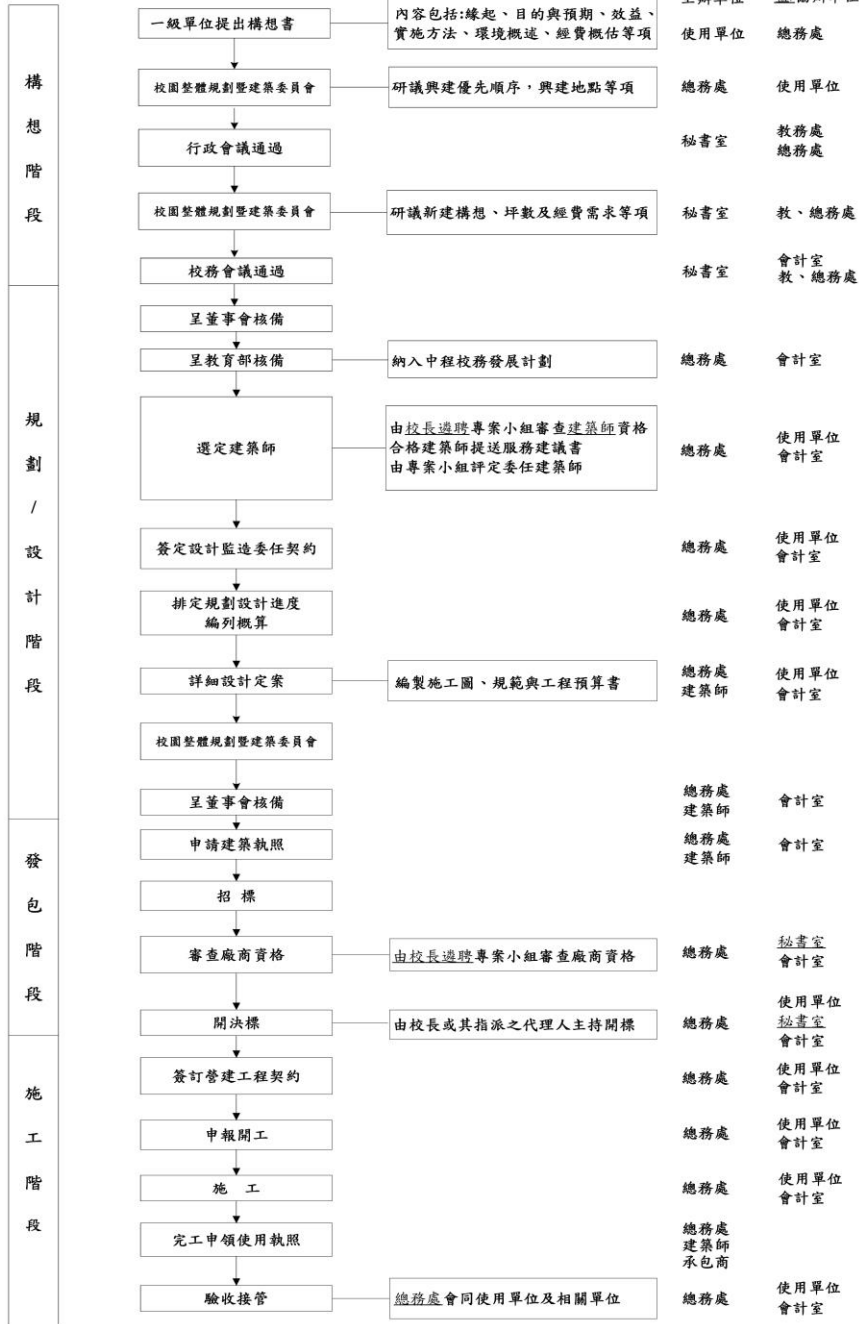 構想階段
一級單位提出構想書
內容包括:緣起、目的與預期、效益、
實施方法、環境概述、經費概估等項
使用單位 總務處
校園整體規劃暨建築委員會
研議興建優先順序，興建地點等項
總務處 使用單位
行政會議通過
秘書室 教務處
總務處
校園整體規劃暨建築委員會
研議新建構想、坪數及經費需求等項
秘書室 教、總務處
校務會議通過
秘書室 會計室
教、總務處
規劃/設計階段
呈董事會核備
呈教育部核備
納入中程校務發展計劃
總務處 會計室
選定建築師
由校長遴聘專案小組審查建築師資格
合格建築師提送服務建議書
由專案小組評定委任建築師
總務處 使用單位
會計室
簽定設計監造委任契約
總務處 使用單位
會計室
排定規劃設計進度
編列概算
總務處 使用單位
會計室
詳細設計定案
編製施工圖、規範與工程預算書
總務處 使用單位
建築師 會計室
校園整體規劃暨建築委員會
呈董事會核備
總務處
建築師 會計室
發包階段
申請建築執照
總務處
建築師 會計室
招 標
審查廠商資格
由校長遴聘專案小組審查廠商資格
總務處 秘書室
會計室
開決標
由校長或其指派之代理人主持開標
總務處 使用單位
秘書室
會計室
施工階段
簽訂營建工程契約
總務處 使用單位
會計室
申報開工
總務處 使用單位
會計室
施 工
總務處 使用單位
會計室
完工申領使用執照
總務處
建築師
承包商
驗收接管
總務處會同使用單位及相關單位
總務處 使用單位
會計室